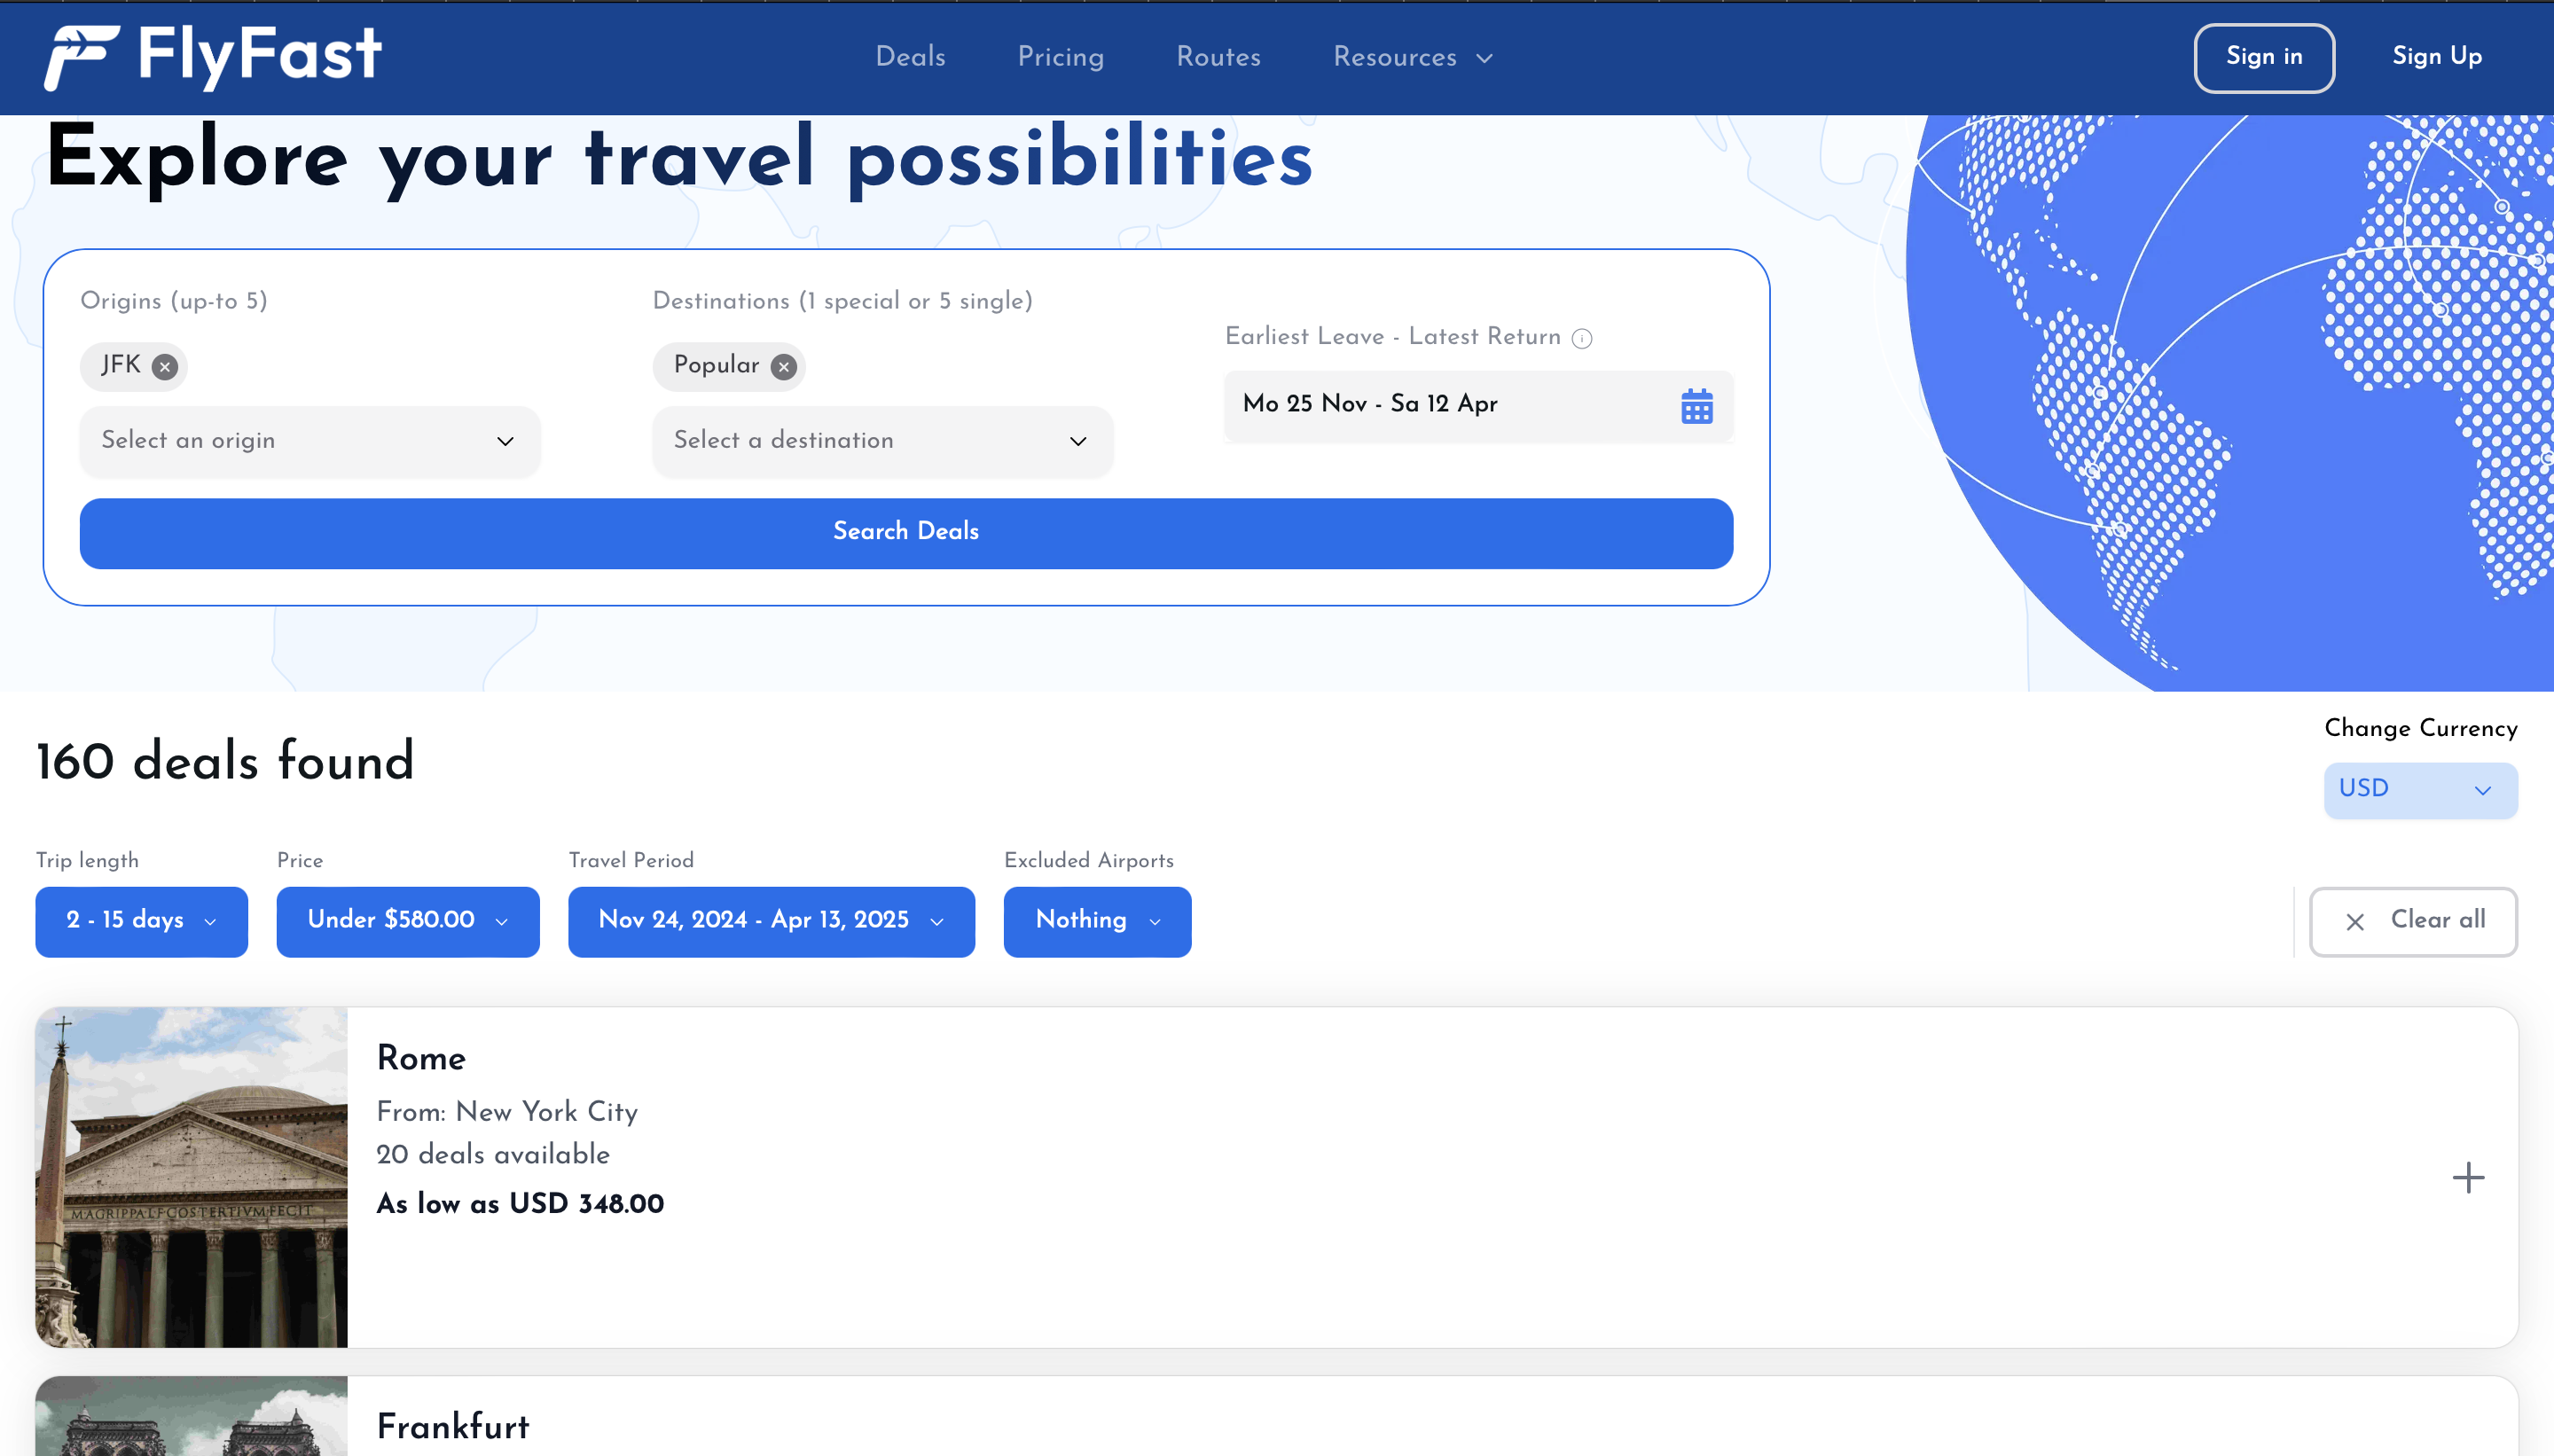 FlyFast
Deals
Pricing
Routes
Resources
Sign in
Sign Up
Explore your travel possibilities
Origins (up-to 5)
JFK
Select an origin
Destinations (1 special or 5 single)
Popular
Select a destination
Earliest Leave - Latest Return
Mo 25 Nov - Sa 12 Apr
Search Deals
160 deals found
Change Currency
USD
Trip length
2 - 15 days
Price
Under $580.00
Travel Period
Nov 24, 2024 - Apr 13, 2025
Excluded Airports
Nothing
Clear all
M·AGRIPPA·L·F·COS·TERTIVM·FECIT
Rome
From: New York City
20 deals available
As low as USD 348.00
Frankfurt